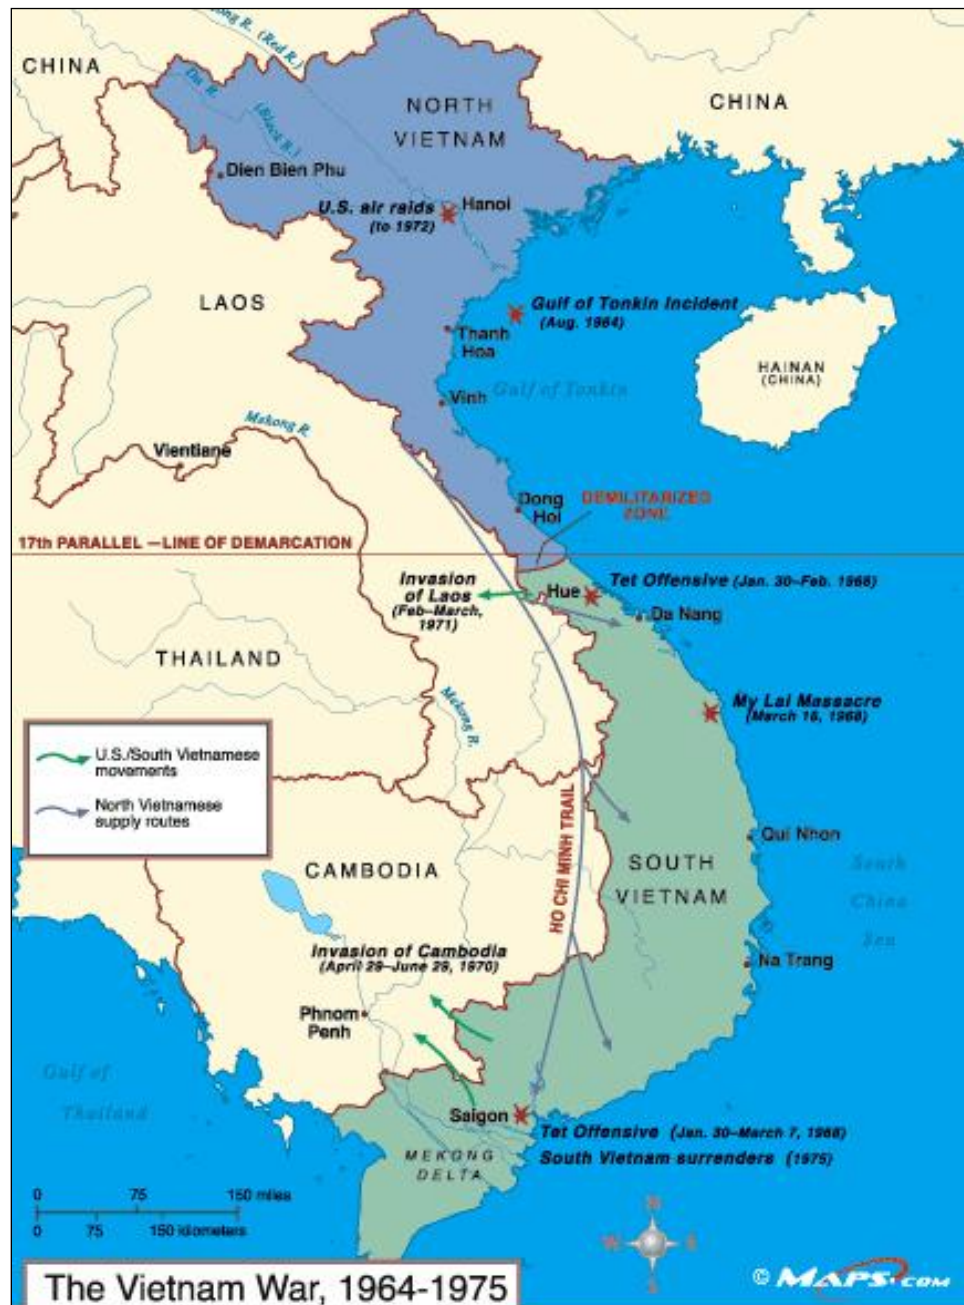 CHINA
NORTH
VIETNAM
CHINA
Da R.
(Black R.)
R. (Red R.)
Dien Bien Phu
U.S. air raids
(to 1972)
Hanoi
LAOS
Gulf of Tonkin Incident
(Aug. 1964)
Thanh
Hoa
HAINAN
(CHINA)
Gulf of Tonkin
Vinh
Mekong R.
Vientiane
Dong
Hoi
DEMILITARIZED
ZONE
17th PARALLEL —LINE OF DEMARCATION
Invasion
of Laos
(Feb–March,
1971)
Hue
Tet Offensive (Jan. 30–Feb. 1968)
Da Nang
THAILAND
Mekong R.
My Lai Massacre
(March 16, 1968)
U.S./South Vietnamese
movements
North Vietnamese
supply routes
HO CHI MINH TRAIL
Qui Nhon
CAMBODIA
SOUTH
VIETNAM
South
China
Sea
Invasion of Cambodia
(April 29–June 29, 1970)
Na Trang
Phnom
Penh
Gulf of
Thailand
Saigon
Tet Offensive (Jan. 30–March 7, 1968)
South Vietnam surrenders (1975)
MEKONG
DELTA
0 75 150 miles
0 75 150 kilometers
N
W E
S
The Vietnam War, 1964-1975
© MAPS.COM